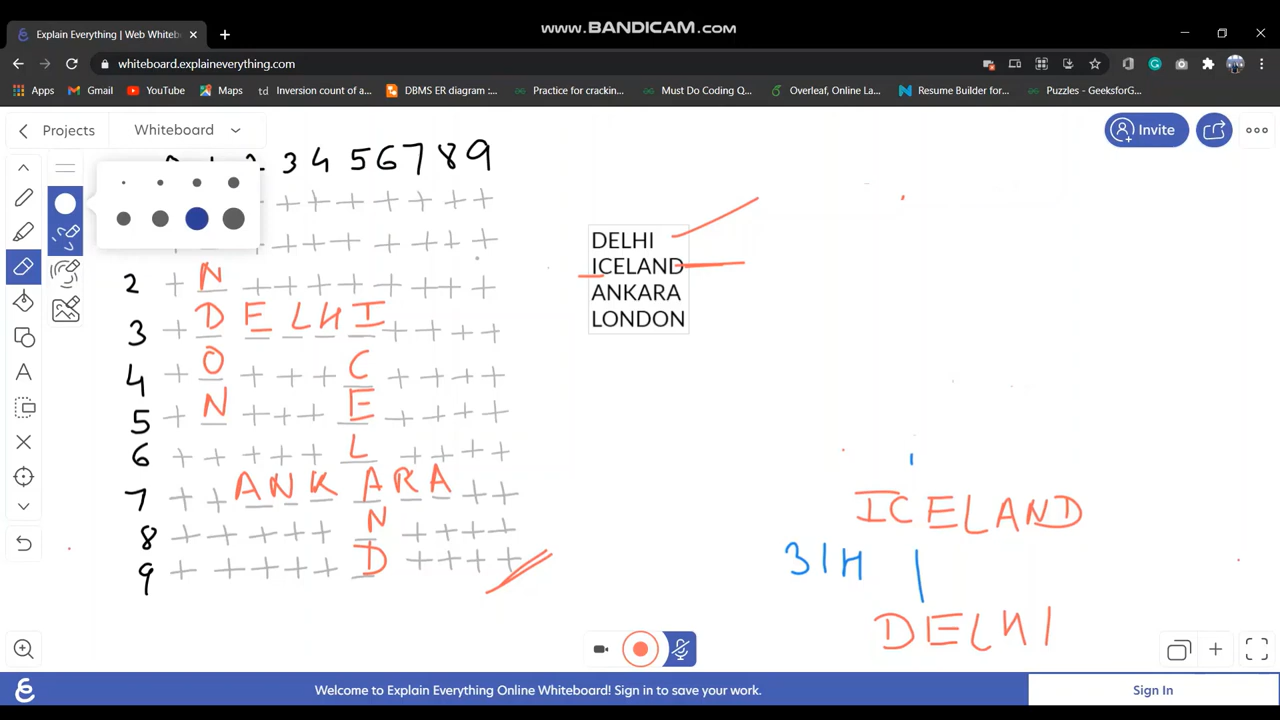 WWW.BANDICAM.COM
Explain Everything | Web Whiteb
whiteboard.explaineverything.com
Apps Gmail YouTube Maps td Inversion count of a... DBMS ER diagram :... Practice for crackin... Must Do Coding Q... Overleaf, Online La... Resume Builder for... Puzzles - GeeksforG...
Projects Whiteboard Invite
3 4 5 6 7 8 9
+ + + + + + +
+ + + + + + +
DELHI
ICELAND
ANKARA
LONDON
2 + N + + + + + + + +
3 + D E L H I + + + +
4 + O + + + C + + + +
5 + N + + + E + + + +
6 + + + + + L + + + +
7 + + A N K A R A + +
8 + + + + + N + + + +
9 + + + + + D + + + +
ICELAND
31H
DELHI
A
Welcome to Explain Everything Online Whiteboard! Sign in to save your work. Sign In